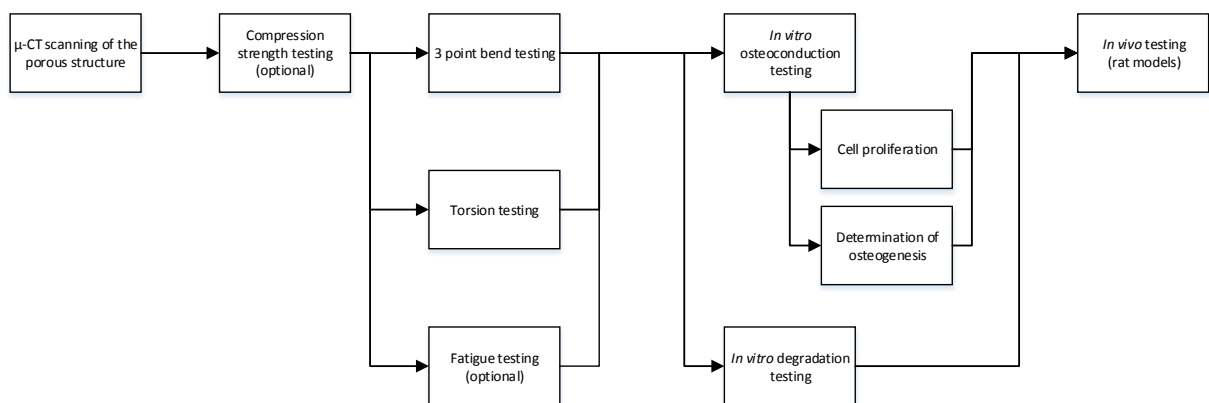 μ-CT scanning of the
porous structure
Compression
strength testing
(optional)
3 point bend testing
Torsion testing
Fatigue testing
(optional)
In vitro
osteoconduction
testing
Cell proliferation
Determination of
osteogenesis
In vitro degradation
testing
In vivo testing
(rat models)